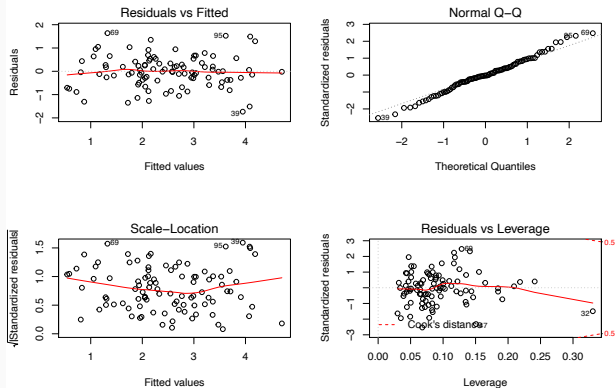 Residuals vs Fitted
Residuals
2
1
0
-1
-2
69
95
39
1 2 3 4
Fitted values
Normal Q-Q
Standardized residuals
3
2
1
0
-2
39
69
-2 -1 0 1 2
Theoretical Quantiles
Scale-Location
√|Standardized residuals|
1.5
1.0
0.5
0.0
69
95
39
1 2 3 4
Fitted values
Residuals vs Leverage
Standardized residuals
3
2
1
0
-1
-3
69
32
0.5
0.5
Cook's distance
0.00 0.05 0.10 0.15 0.20 0.25 0.30
Leverage